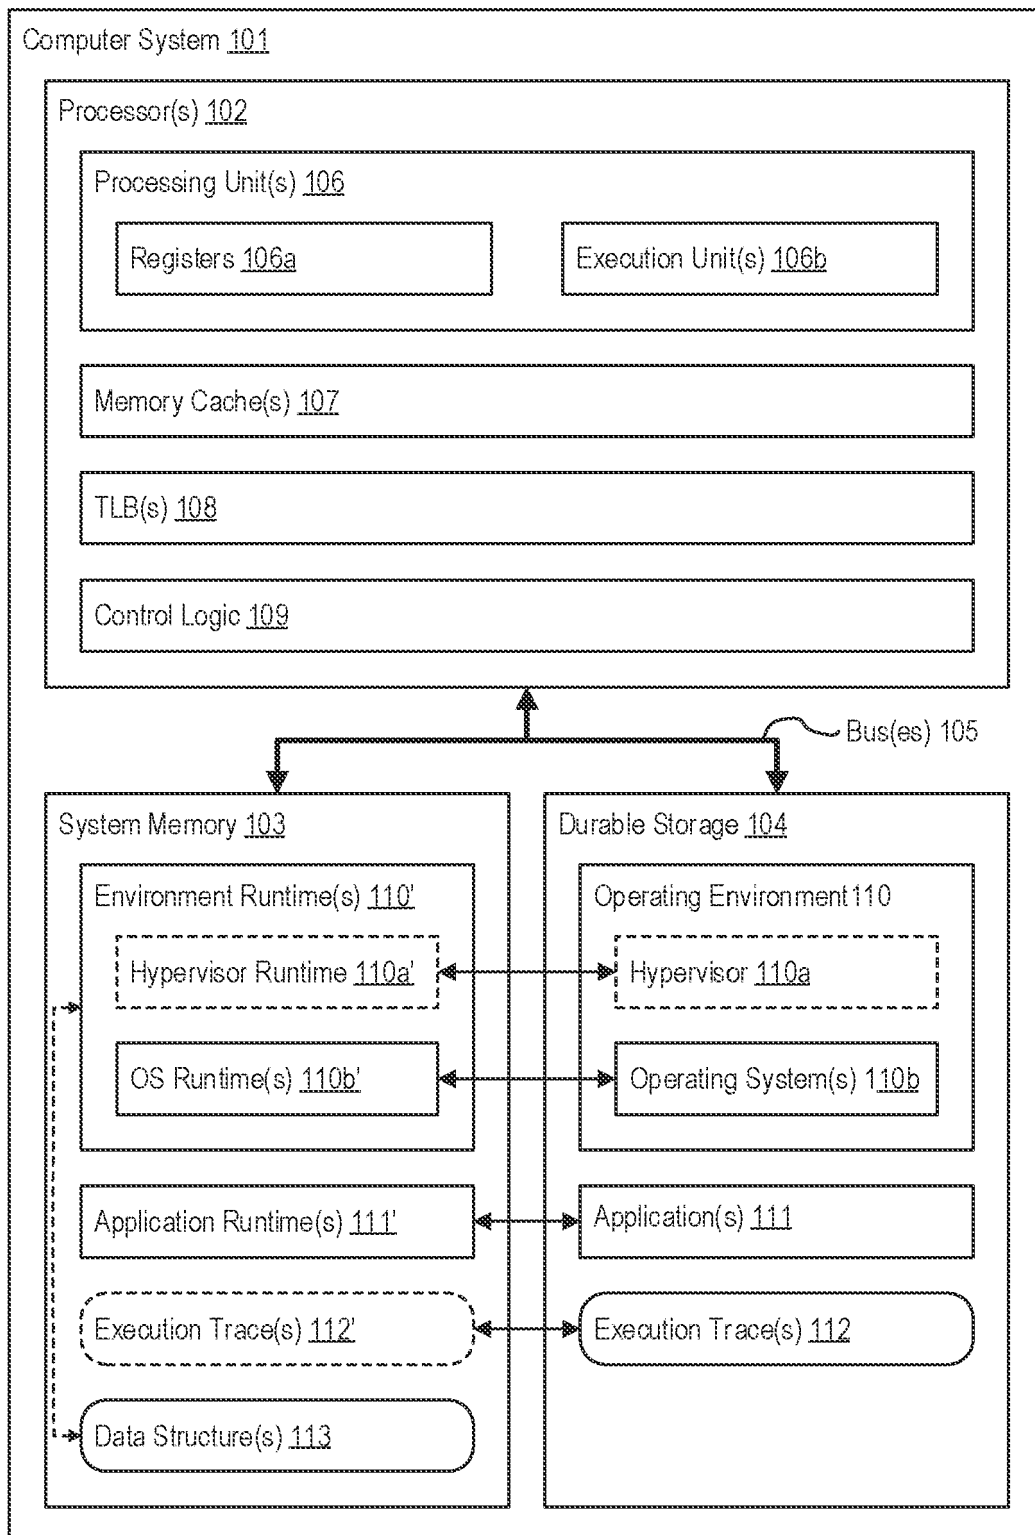 Computer System 101
Processor(s) 102
Processing Unit(s) 106
Registers 106a
Execution Unit(s) 106b
Memory Cache(s) 107
TLB(s) 108
Control Logic 109
Bus(es) 105
System Memory 103
Environment Runtime(s) 110'
Hypervisor Runtime 110a'
OS Runtime(s) 110b'
Application Runtime(s) 111'
Execution Trace(s) 112'
Data Structure(s) 113
Durable Storage 104
Operating Environment110
Hypervisor 110a
Operating System(s) 110b
Application(s) 111
Execution Trace(s) 112